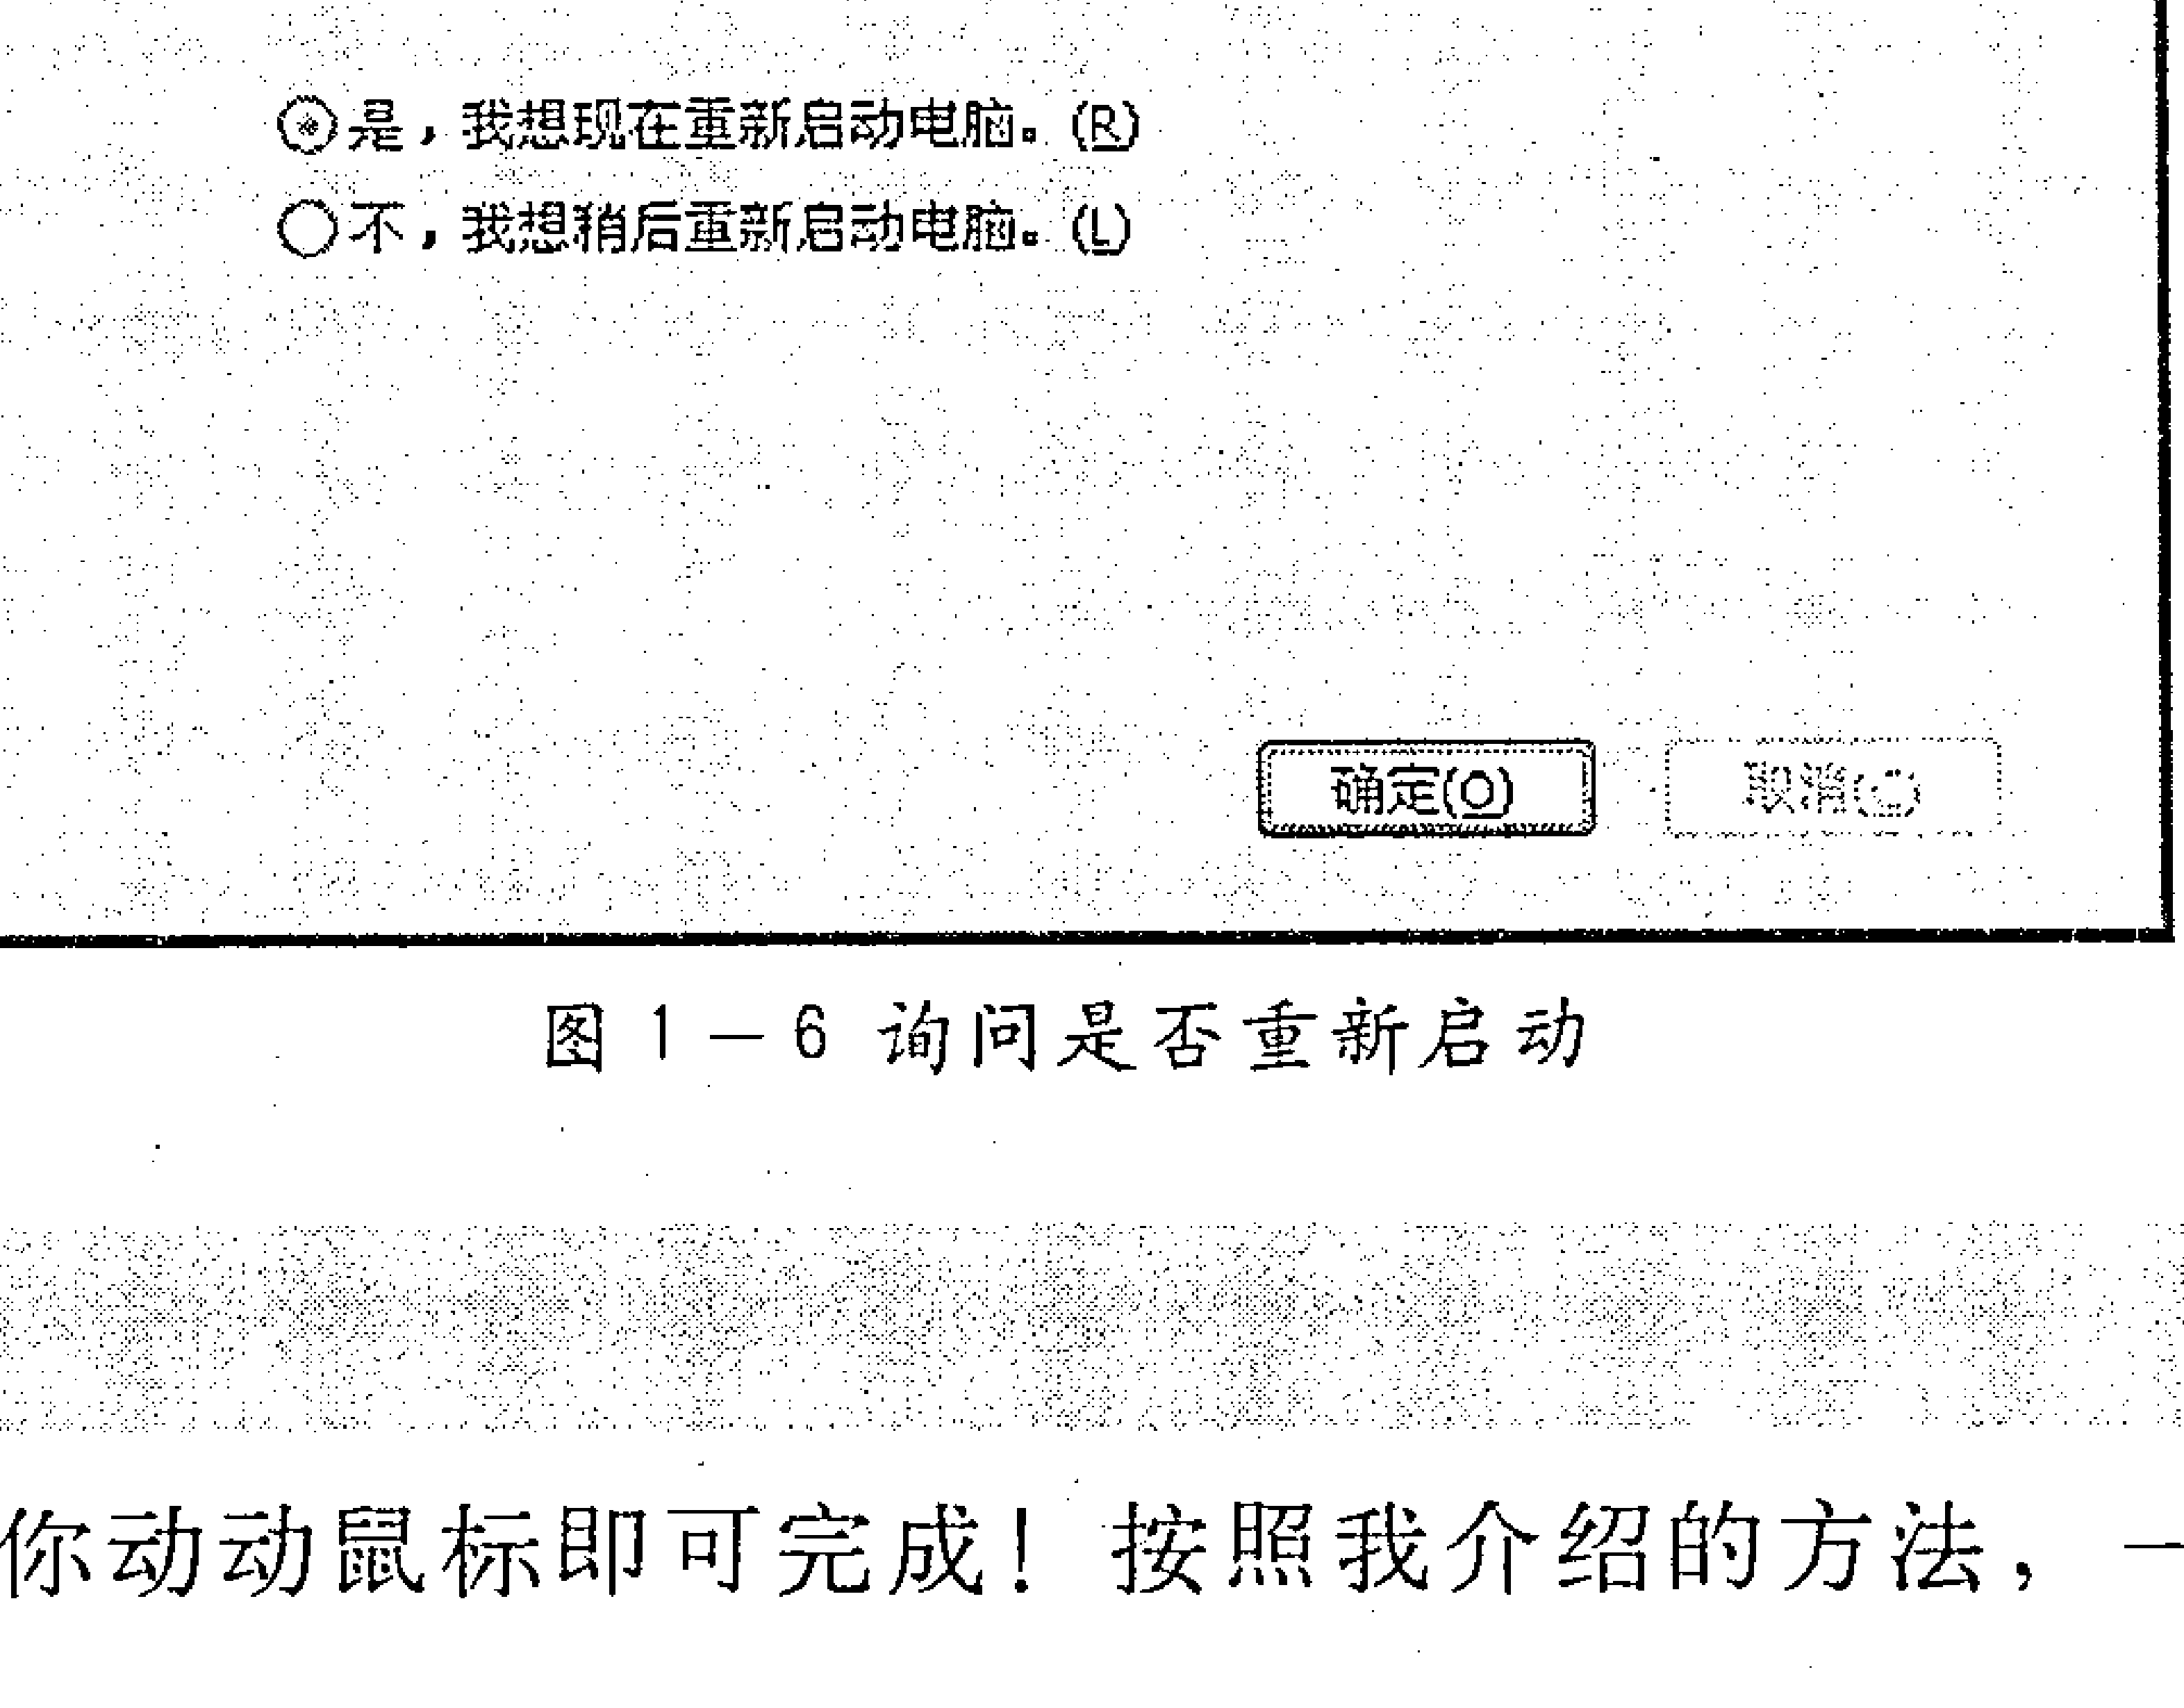 是，我想现在重新启动电脑。(R)
不，我想稍后重新启动电脑。(L)
确定(O) 取消(C)
图 1－6 询问是否重新启动
你动动鼠标即可完成！按照我介绍的方法，一